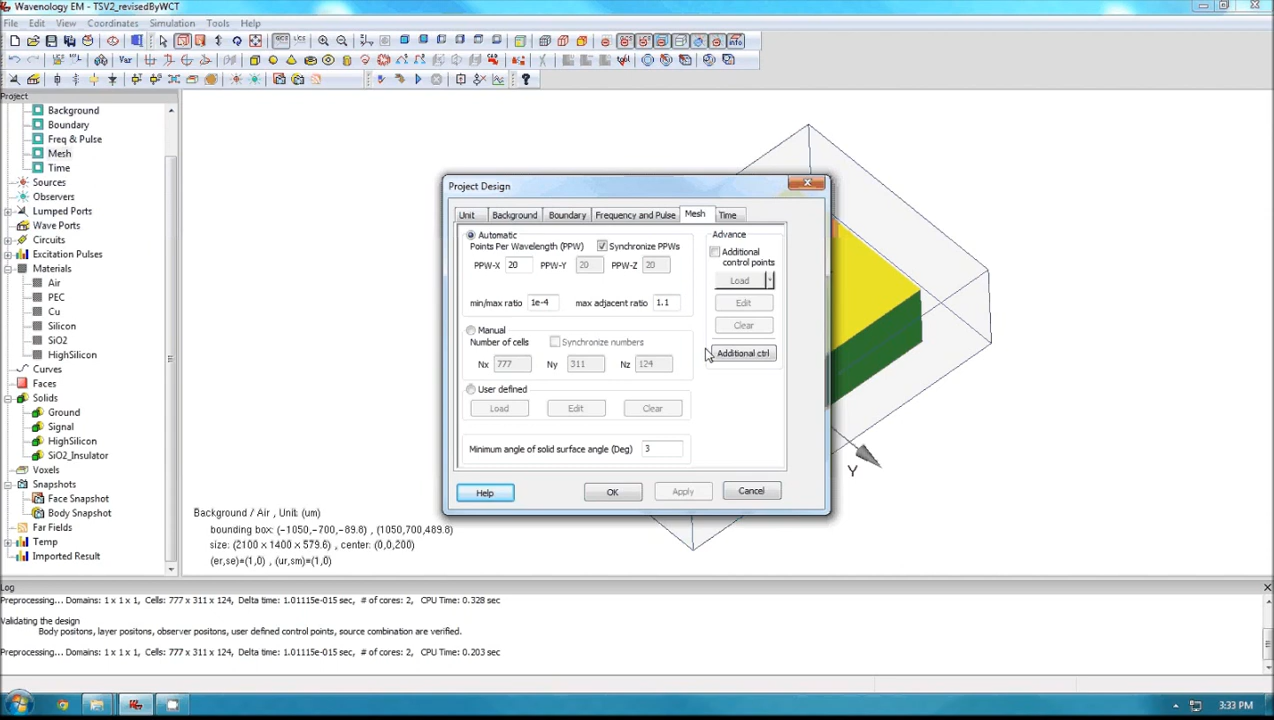 Wavenology EM - TSV2_revisedByWCT
File Edit View Coordinates Simulation Tools Help
Var
info
Project
Background
Boundary
Freq & Pulse
Mesh
Time
Sources
Observers
Lumped Ports
Wave Ports
Circuits
Excitation Pulses
Materials
Air
PEC
Cu
Silicon
SiO2
HighSilicon
Curves
Faces
Solids
Ground
Signal
HighSilicon
SiO2_Insulator
Voxels
Snapshots
Face Snapshot
Body Snapshot
Far Fields
Temp
Imported Result
Project Design
Unit Background Boundary Frequency and Pulse Mesh Time
Automatic
Points Per Wavelength (PPW) Synchronize PPWs
PPW-X 20 PPW-Y 20 PPW-Z 20
min/max ratio 1e-4 max adjacent ratio 1.1
Manual
Number of cells Synchronize numbers
Nx 777 Ny 311 Nz 124
User defined
Load Edit Clear
Minimum angle of solid surface angle (Deg) 3
Advance
Additional
control points
Load
Edit
Clear
Additional ctrl
Help OK Apply Cancel
Y
Background / Air , Unit: (um)
bounding box: (-1050,-700,-89.8) , (1050,700,489.8)
size: (2100 x 1400 x 579.6), center: (0,0,200)
(er,se)=(1,0) , (ur,sm)=(1,0)
Log
Preprocessing... Domains: 1 x 1 x 1, Cells: 777 x 311 x 124, Delta time: 1.01115e-015 sec, # of cores: 2, CPU Time: 0.328 sec
Validating the design
Body positons, layer positons, observer positons, user defined control points, source combination are verified.
Preprocessing... Domains: 1 x 1 x 1, Cells: 777 x 311 x 124, Delta time: 1.01115e-015 sec, # of cores: 2, CPU Time: 0.203 sec
3:33 PM